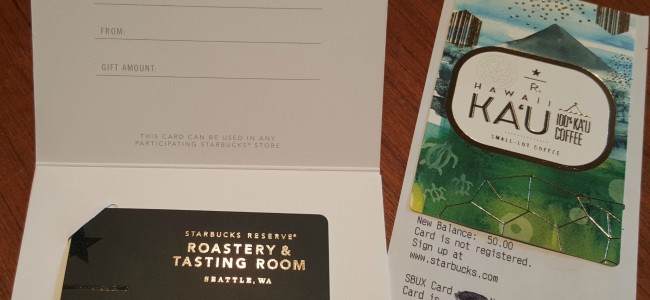 FROM:
GIFT AMOUNT:
THIS CARD CAN BE USED IN ANY
PARTICIPATING STARBUCKS® STORE
STARBUCKS RESERVE®
ROASTERY &
TASTING ROOM
SEATTLE, WA
R.
HAWAII
KA'U
100% KA'U
COFFEE
SMALL-LOT COFFEE
New Balance: 50.00
Card is not registered.
Sign up at
www.starbucks.com
SBUX Card
Card is